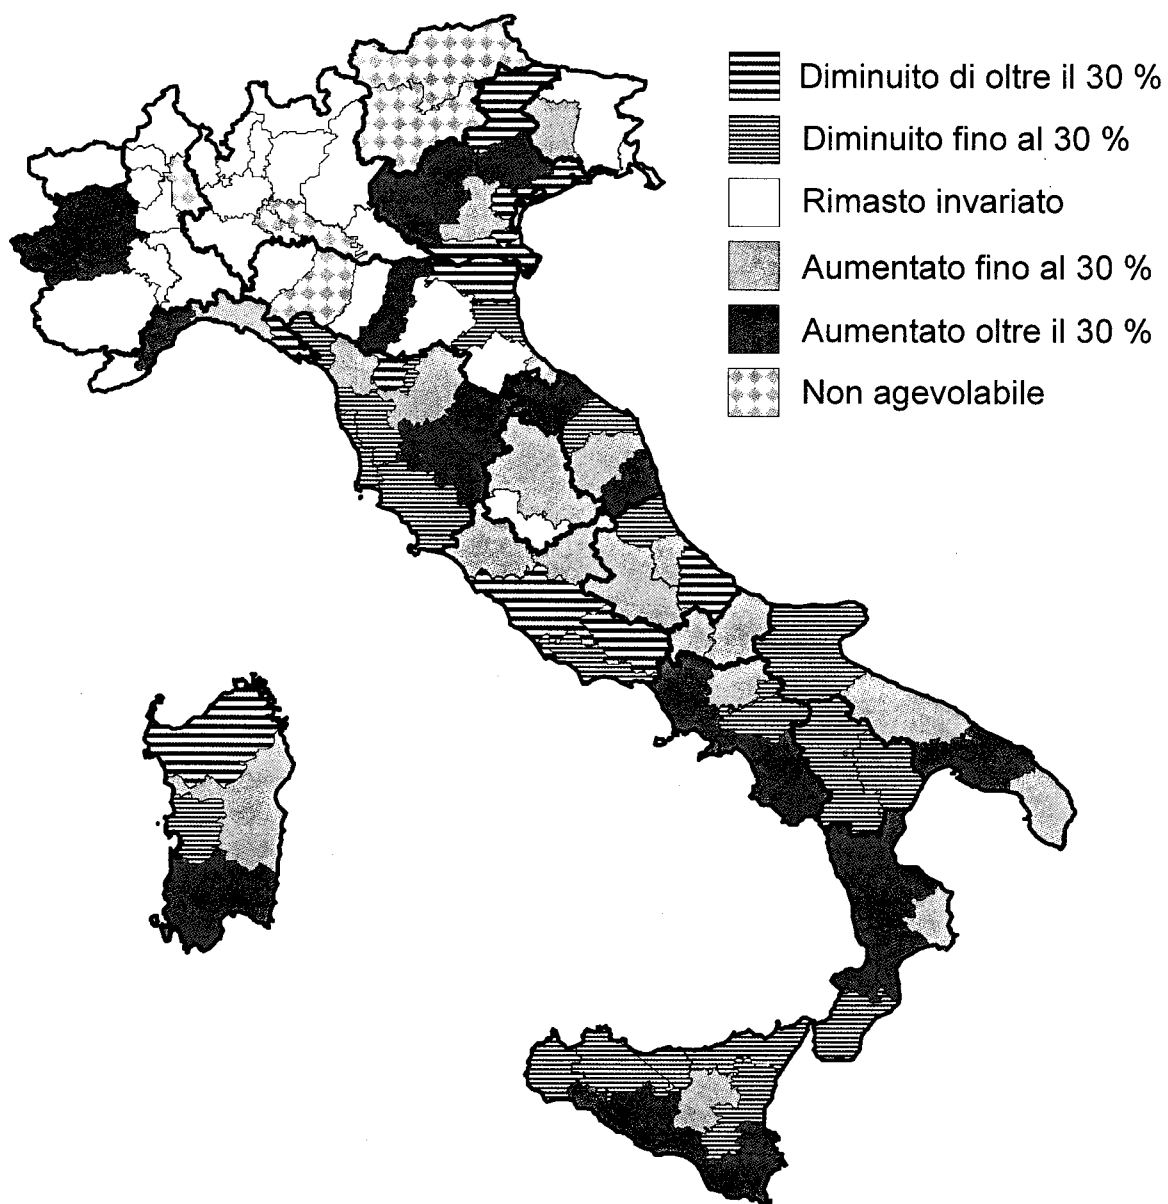 Diminuito di oltre il 30 %
Diminuito fino al 30 %
Rimasto invariato
Aumentato fino al 30 %
Aumentato oltre il 30 %
Non agevolabile